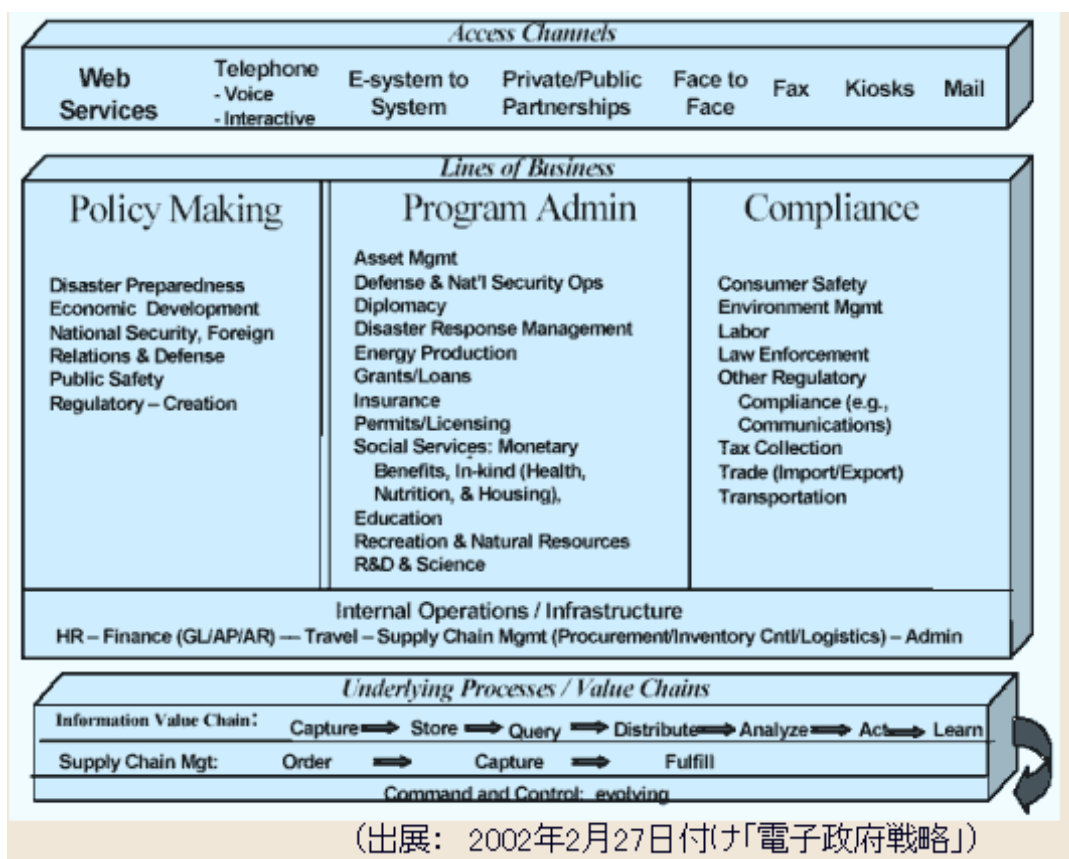 Access Channels
Web Services
Telephone
- Voice
- Interactive
E-system to System
Private/Public Partnerships
Face to Face
Fax
Kiosks
Mail
Lines of Business
Policy Making
Disaster Preparedness
Economic Development
National Security, Foreign
Relations & Defense
Public Safety
Regulatory – Creation
Program Admin
Asset Mgmt
Defense & Nat'l Security Ops
Diplomacy
Disaster Response Management
Energy Production
Grants/Loans
Insurance
Permits/Licensing
Social Services: Monetary
Benefits, In-kind (Health,
Nutrition, & Housing),
Education
Recreation & Natural Resources
R&D & Science
Compliance
Consumer Safety
Environment Mgmt
Labor
Law Enforcement
Other Regulatory
Compliance (e.g.,
Communications)
Tax Collection
Trade (Import/Export)
Transportation
Internal Operations / Infrastructure
HR – Finance (GL/AP/AR) –– Travel – Supply Chain Mgmt (Procurement/Inventory Cntl/Logistics) – Admin
Underlying Processes / Value Chains
Information Value Chain: Capture Store Query Distribute Analyze Act Learn
Supply Chain Mgt: Order Capture Fulfill
Command and Control: evolving
(出展: 2002年2月27日付け「電子政府戦略」)